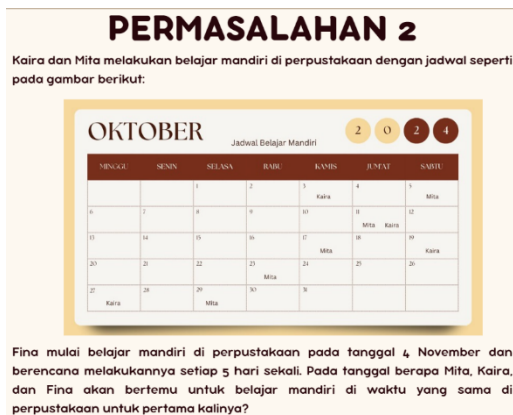 PERMASALAHAN 2
Kaira dan Mita melakukan belajar mandiri di perpustakaan dengan jadwal seperti
pada gambar berikut:
OKTOBER
Jadwal Belajar Mandiri
2 0 2 4
MINGGU SENIN SELASA RABU KAMIS JUM'AT SABTU
1 2 3 4 5
Kaira Mita
6 7 8 9 10 11 12
Mita Kaira
13 14 15 16 17 18 19
Mita Kaira
20 21 22 23 24 25 26
Mita
27 28 29 30 31
Kaira Mita
Fina mulai belajar mandiri di perpustakaan pada tanggal 4 November dan
berencana melakukannya setiap 5 hari sekali. Pada tanggal berapa Mita, Kaira,
dan Fina akan bertemu untuk belajar mandiri di waktu yang sama di
perpustakaan untuk pertama kalinya?